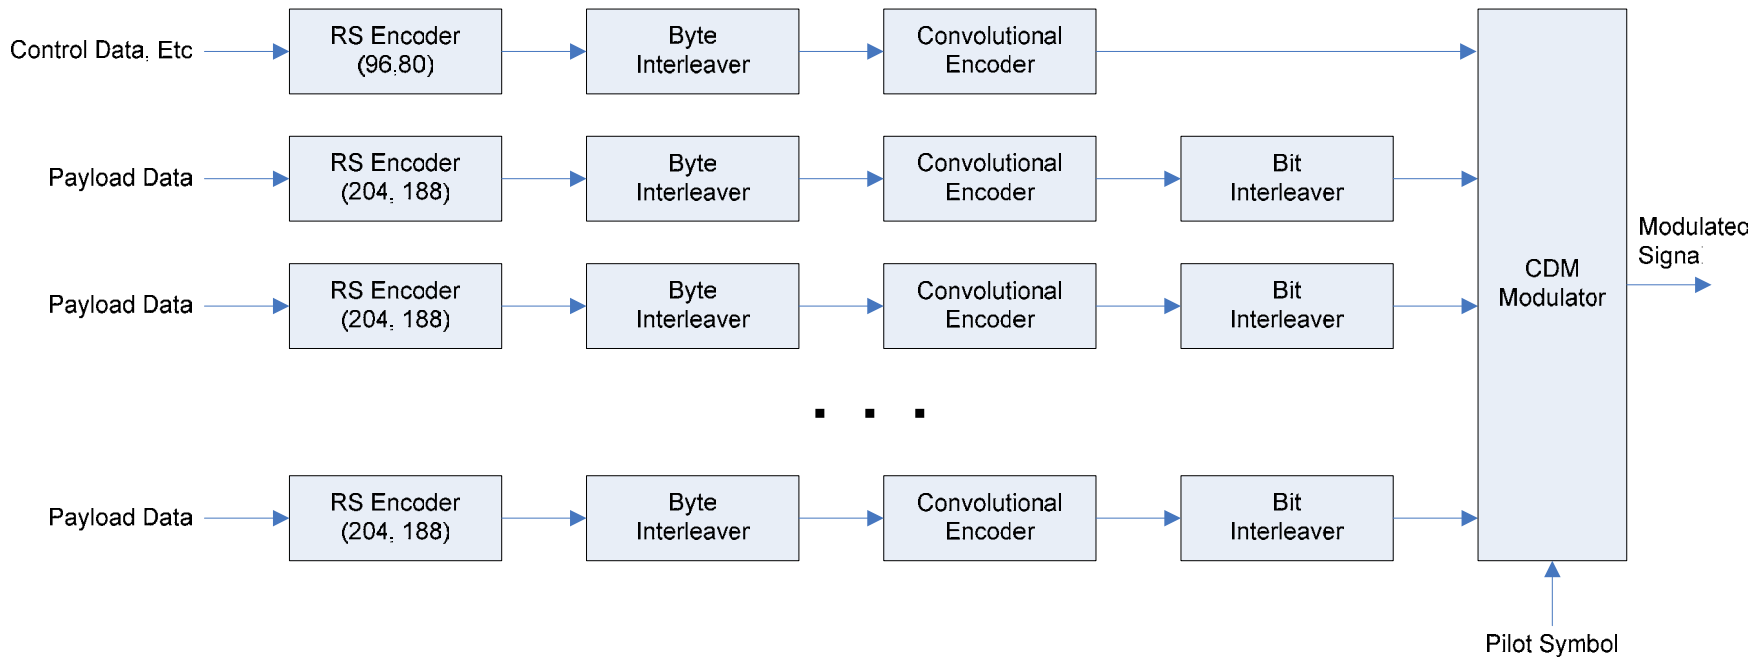 Control Data, Etc
RS Encoder
(96,80)
Byte
Interleaver
Convolutional
Encoder
Payload Data
RS Encoder
(204, 188)
Byte
Interleaver
Convolutional
Encoder
Bit
Interleaver
Payload Data
RS Encoder
(204, 188)
Byte
Interleaver
Convolutional
Encoder
Bit
Interleaver
. . .
Payload Data
RS Encoder
(204, 188)
Byte
Interleaver
Convolutional
Encoder
Bit
Interleaver
CDM
Modulator
Modulated
Signal
Pilot Symbol